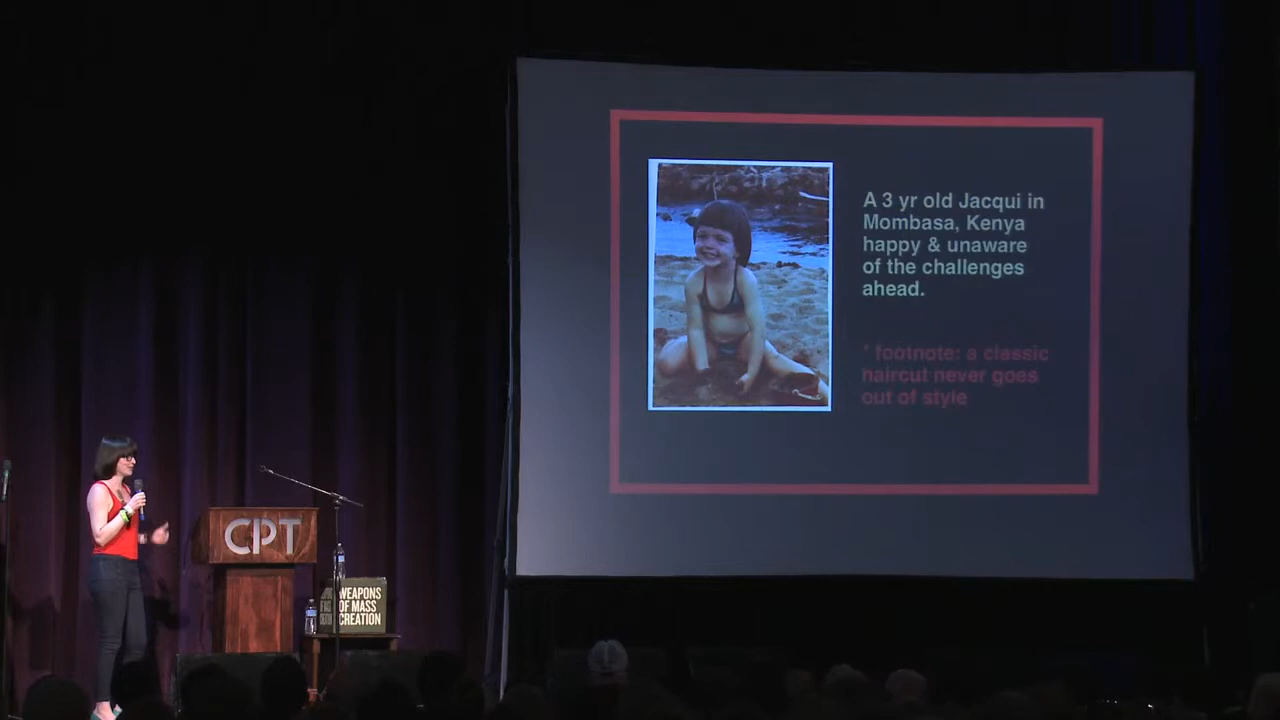 A 3 yr old Jacqui in
Mombasa, Kenya
happy & unaware
of the challenges
ahead.
* footnote: a classic
haircut never goes
out of style
CPT
WEAPONS
OF MASS
CREATION